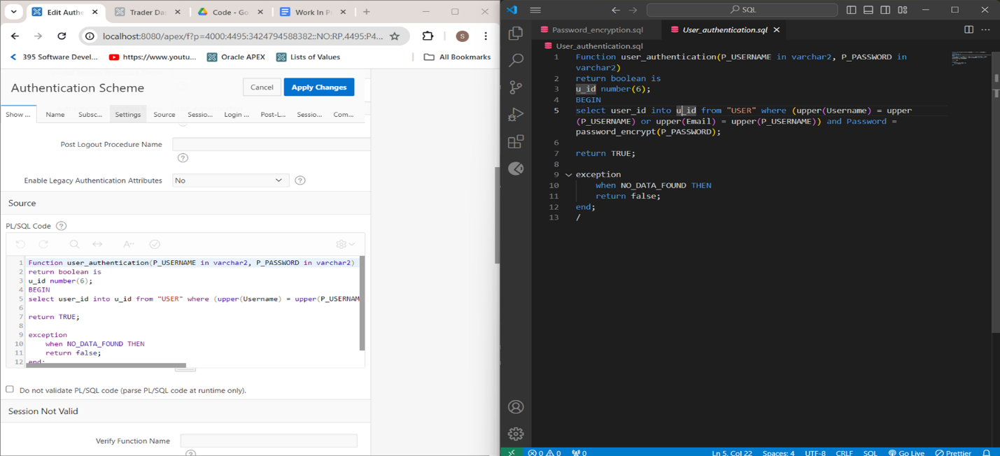 Edit Authe
Trader Das
Code - Go
Work In P
localhost:8080/apex/f?p=4000:4495:3424794588382::NO:RP,4495:P4...
S
395 Software Devel...
https://www.youtu...
Oracle APEX
Lists of Values
All Bookmarks
Authentication Scheme
Cancel
Apply Changes
Show ...
Name
Subsc...
Settings
Source
Sessio...
Login ...
Post-L...
Sessio...
Com...
Post Logout Procedure Name
?
Enable Legacy Authentication Attributes
No
?
Source
PL/SQL Code
?
1 Function user_authentication(P_USERNAME in varchar2, P_PASSWORD in varchar2)
2 return boolean is
3 u_id number(6);
4 BEGIN
5 select user_id into u_id from "USER" where (upper(Username) = upper(P_USERNAM
6
7 return TRUE;
8
9 exception
10 when NO_DATA_FOUND THEN
11 return false;
12 end;
Do not validate PL/SQL code (parse PL/SQL code at runtime only).
Session Not Valid
Verify Function Name
?
SQL
Password_encryption.sql
User_authentication.sql
User_authentication.sql
1 Function user_authentication(P_USERNAME in varchar2, P_PASSWORD in
varchar2)
2 return boolean is
3 u_id number(6);
4 BEGIN
5 select user_id into u_id from "USER" where (upper(Username) = upper
(P_USERNAME) or upper(Email) = upper(P_USERNAME)) and Password =
password_encrypt(P_PASSWORD);
6
7 return TRUE;
8
9 exception
10 when NO_DATA_FOUND THEN
11 return false;
12 end;
13 /
0 0
0
Ln 5, Col 22
Spaces: 4
UTF-8
CRLF
SQL
Go Live
Prettier